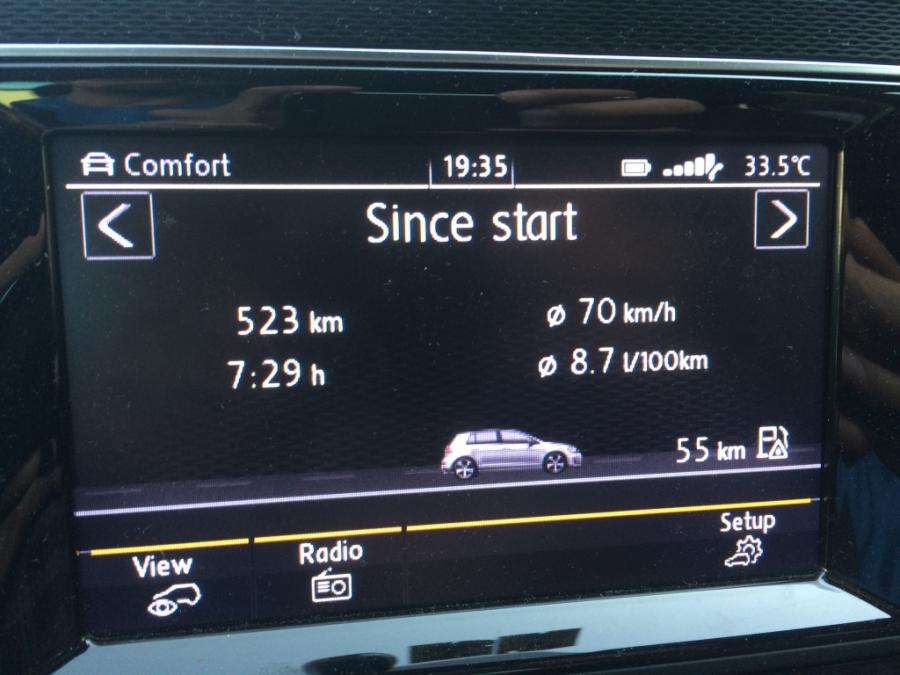 Comfort 19:35 33.5°C
Since start
523 km ø 70 km/h
7:29 h ø 8.7 l/100km
55 km
View Radio Setup